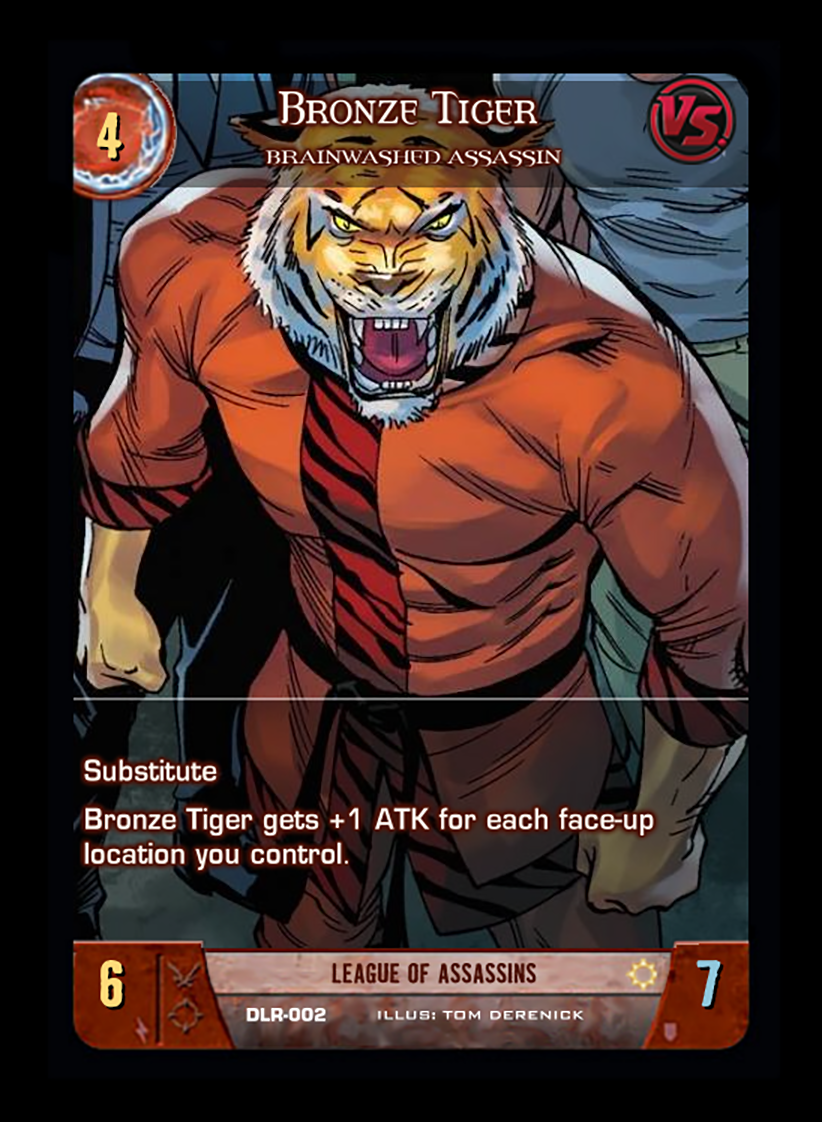 4
Bronze Tiger
VS.
Brainwashed Assassin
Substitute
Bronze Tiger gets +1 ATK for each face-up
location you control.
6
LEAGUE OF ASSASSINS
7
DLR-002 ILLUS: TOM DERENICK